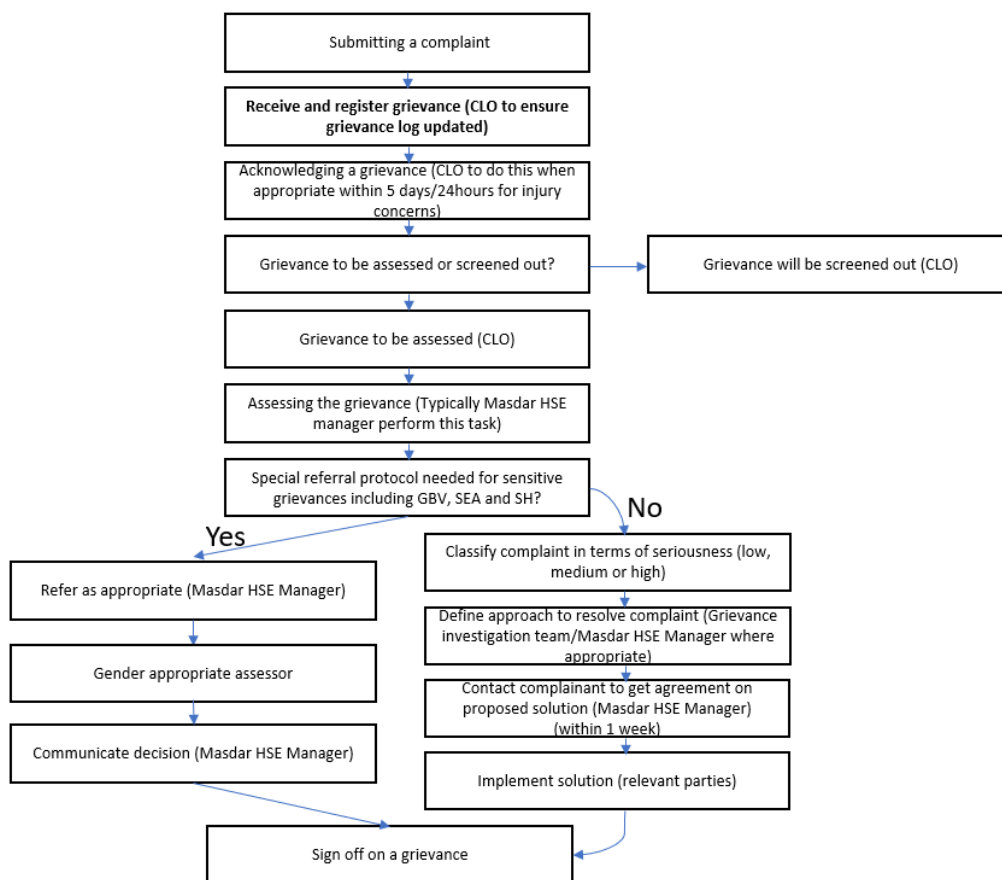 Submitting a complaint
Receive and register grievance (CLO to ensure
grievance log updated)
Acknowledging a grievance (CLO to do this when
appropriate within 5 days/24hours for injury
concerns)
Grievance to be assessed or screened out?
Grievance will be screened out (CLO)
Grievance to be assessed (CLO)
Assessing the grievance (Typically Masdar HSE
manager perform this task)
Special referral protocol needed for sensitive
grievances including GBV, SEA and SH?
Yes
No
Refer as appropriate (Masdar HSE Manager)
Gender appropriate assessor
Communicate decision (Masdar HSE Manager)
Classify complaint in terms of seriousness (low,
medium or high)
Define approach to resolve complaint (Grievance
investigation team/Masdar HSE Manager where
appropriate)
Contact complainant to get agreement on
proposed solution (Masdar HSE Manager)
(within 1 week)
Implement solution (relevant parties)
Sign off on a grievance